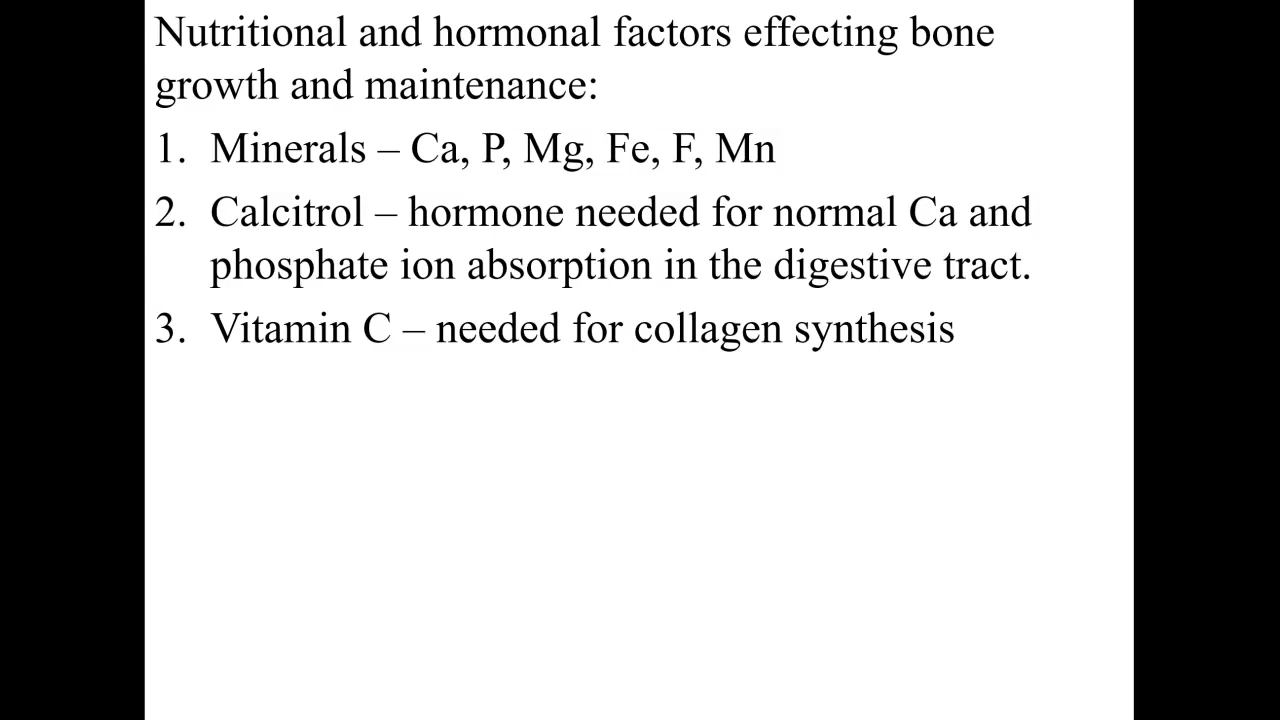 Nutritional and hormonal factors effecting bone
growth and maintenance:
1. Minerals – Ca, P, Mg, Fe, F, Mn
2. Calcitrol – hormone needed for normal Ca and
phosphate ion absorption in the digestive tract.
3. Vitamin C – needed for collagen synthesis